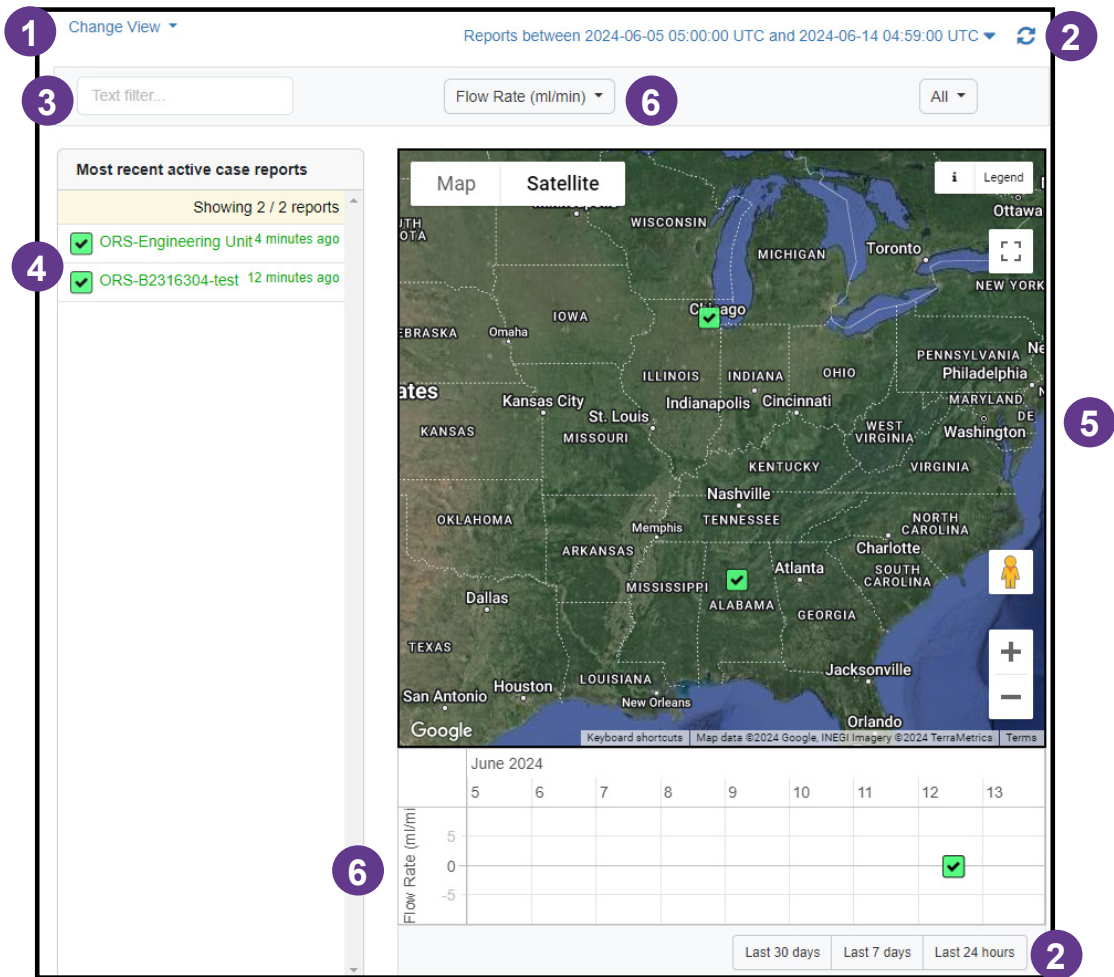 1
Change View
Reports between 2024-06-05 05:00:00 UTC and 2024-06-14 04:59:00 UTC
2
3
Text filter...
Flow Rate (ml/min)
6
All
Most recent active case reports
Showing 2 / 2 reports
ORS-Engineering Unit 4 minutes ago
4
ORS-B2316304-test 12 minutes ago
Map
Satellite
i Legend
WISCONSIN
Ottawa
MICHIGAN
Toronto
NEW YORK
Chicago
IOWA
Omaha
PENNSYLVANIA
Philadelphia
ILLINOIS
INDIANA
OHIO
MARYLAND
DE
Kansas City
Indianapolis
Cincinnati
St. Louis
KANSAS
MISSOURI
WEST
VIRGINIA
Washington
5
KENTUCKY
VIRGINIA
Nashville
OKLAHOMA
Memphis
TENNESSEE
NORTH
CAROLINA
ARKANSAS
Charlotte
Atlanta
SOUTH
CAROLINA
MISSISSIPPI
Dallas
ALABAMA
GEORGIA
TEXAS
LOUISIANA
Jacksonville
Houston
San Antonio
New Orleans
Orlando
Google
Keyboard shortcuts
Map data ©2024 Google, INEGI Imagery ©2024 TerraMetrics
Terms
June 2024
5 6 7 8 9 10 11 12 13
Flow Rate (ml/mi
5
0
-5
6
Last 30 days
Last 7 days
Last 24 hours
2